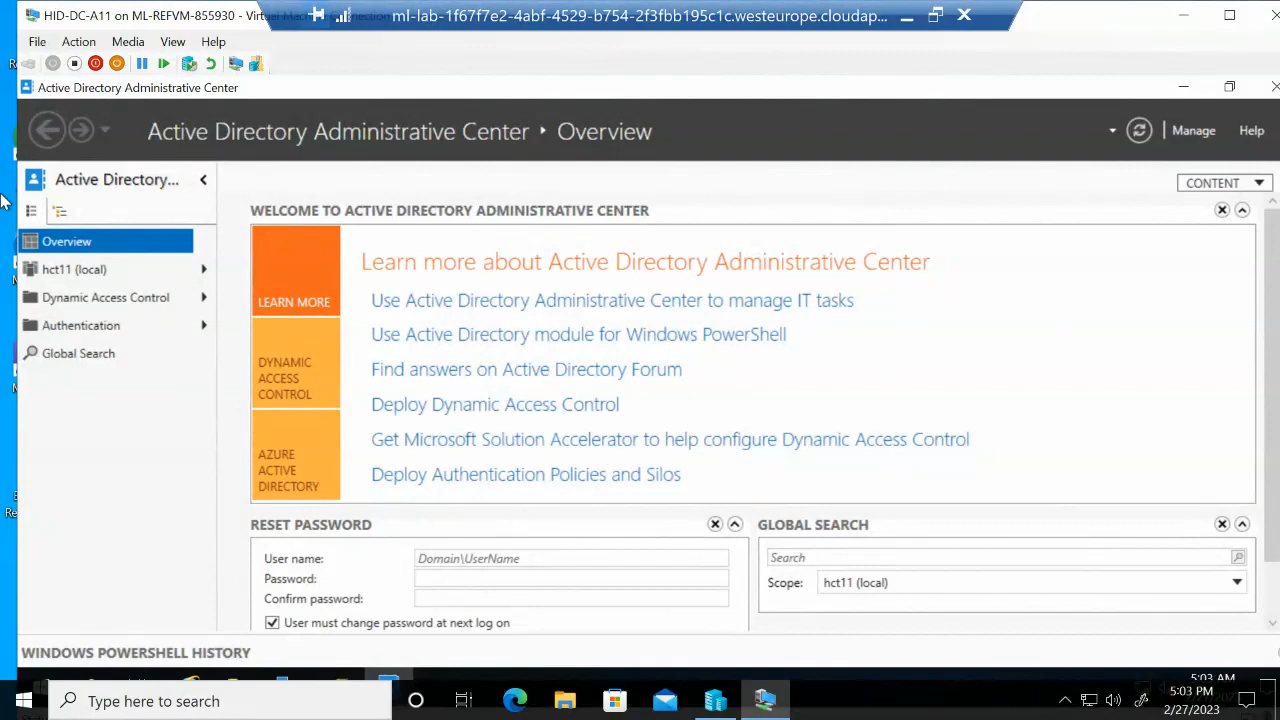 HID-DC-A11 on ML-REFVM-855930 - Virtual Mac
ml-lab-1f67f7e2-4abf-4529-b754-2f3fbb195c1c.westeurope.cloudap...
File Action Media View Help
Active Directory Administrative Center
Active Directory Administrative Center • Overview
Manage
Help
Active Directory...
CONTENT
WELCOME TO ACTIVE DIRECTORY ADMINISTRATIVE CENTER
Overview
hct11 (local)
Dynamic Access Control
Authentication
Global Search
LEARN MORE
DYNAMIC
ACCESS
CONTROL
AZURE
ACTIVE
DIRECTORY
Learn more about Active Directory Administrative Center
Use Active Directory Administrative Center to manage IT tasks
Use Active Directory module for Windows PowerShell
Find answers on Active Directory Forum
Deploy Dynamic Access Control
Get Microsoft Solution Accelerator to help configure Dynamic Access Control
Deploy Authentication Policies and Silos
RESET PASSWORD
User name: Domain\UserName
Password:
Confirm password:
User must change password at next log on
GLOBAL SEARCH
Search
Scope: hct11 (local)
WINDOWS POWERSHELL HISTORY
5:03 AM
Type here to search
5:03 PM
2/27/2023